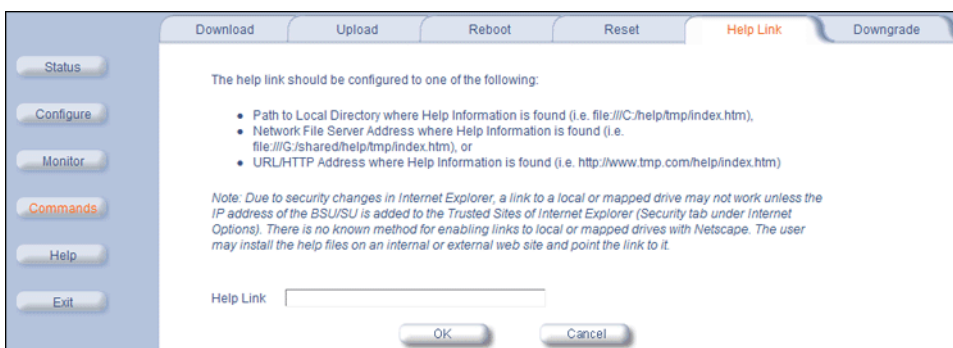 Download Upload Reboot Reset Help Link Downgrade
Status
Configure
Monitor
Commands
Help
Exit
The help link should be configured to one of the following:
• Path to Local Directory where Help Information is found (i.e. file:///C:/help/tmp/index.htm),
• Network File Server Address where Help Information is found (i.e.
file:///G:/shared/help/tmp/index.htm), or
• URL/HTTP Address where Help Information is found (i.e. http://www.tmp.com/help/index.htm)
Note: Due to security changes in Internet Explorer, a link to a local or mapped drive may not work unless the
IP address of the BSU/SU is added to the Trusted Sites of Internet Explorer (Security tab under Internet
Options). There is no known method for enabling links to local or mapped drives with Netscape. The user
may install the help files on an internal or external web site and point the link to it.
Help Link
OK Cancel